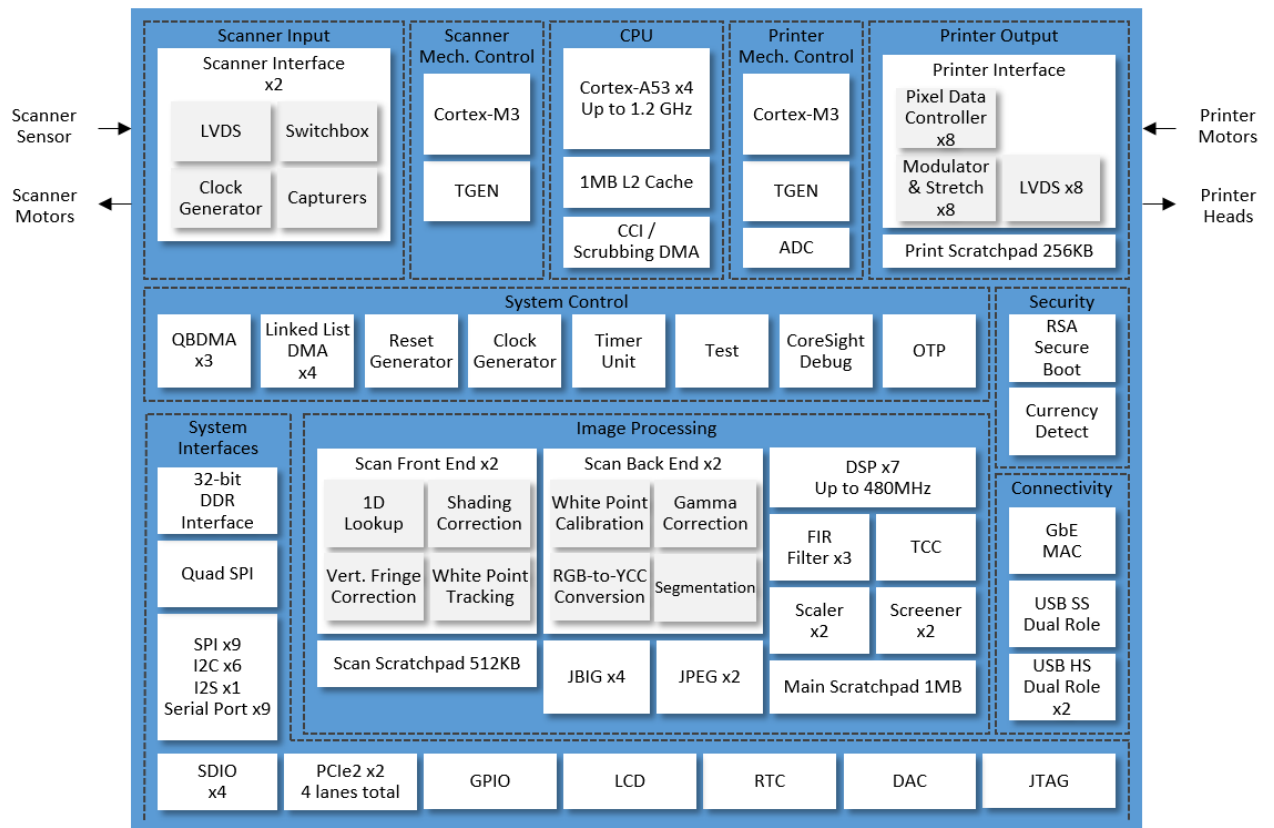 Scanner Input
Scanner Interface
x2
LVDS
Switchbox
Clock
Generator
Capturers
Scanner
Sensor
Scanner
Motors
Scanner
Mech. Control
Cortex-M3
TGEN
CPU
Cortex-A53 x4
Up to 1.2 GHz
1MB L2 Cache
CCI /
Scrubbing DMA
Printer
Mech. Control
Cortex-M3
TGEN
ADC
Printer Output
Printer Interface
Pixel Data
Controller
x8
Modulator
& Stretch
x8
LVDS x8
Print Scratchpad 256KB
Printer
Motors
Printer
Heads
System Control
QBDMA
x3
Linked List
DMA
x4
Reset
Generator
Clock
Generator
Timer
Unit
Test
CoreSight
Debug
OTP
Security
RSA
Secure
Boot
Currency
Detect
System
Interfaces
32-bit
DDR
Interface
Quad SPI
SPI x9
I2C x6
I2S x1
Serial Port x9
Image Processing
Scan Front End x2
1D
Lookup
Shading
Correction
Vert. Fringe
Correction
White Point
Tracking
Scan Scratchpad 512KB
Scan Back End x2
White Point
Calibration
Gamma
Correction
RGB-to-YCC
Conversion
Segmentation
JBIG x4
JPEG x2
DSP x7
Up to 480MHz
FIR
Filter x3
TCC
Scaler
x2
Screener
x2
Main Scratchpad 1MB
Connectivity
GbE
MAC
USB SS
Dual Role
USB HS
Dual Role
x2
SDIO
x4
PCIe2 x2
4 lanes total
GPIO
LCD
RTC
DAC
JTAG